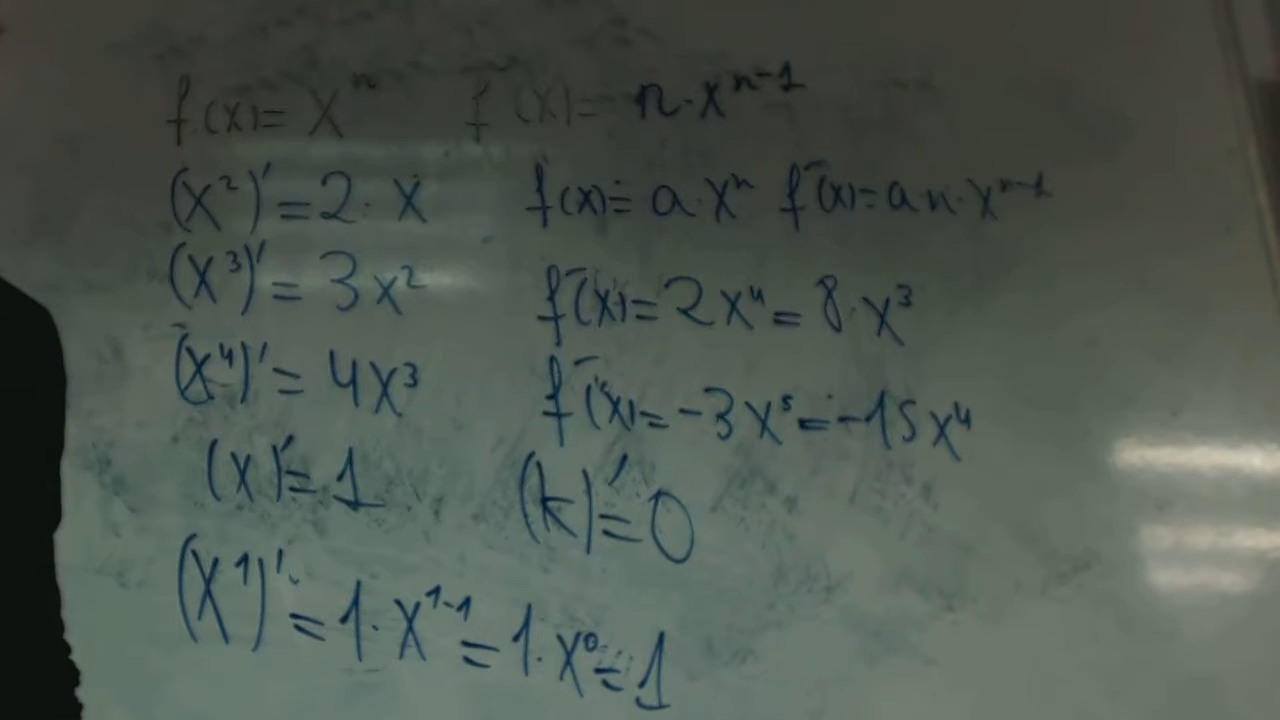 f(x)= x^n f'(x)= n·x^{n-1}
(x²)'=2·x f(x)= a·x^n f'(x)= a n·x^{n-1}
(x³)'= 3x² f'(x)= 2x⁴= 8·x³
(x⁴)'= 4x³ f'(x)= -3x⁵=-15x⁴
(x)'= 1 (k)'= 0
(x¹)'= 1·x^{1-1}= 1·x⁰= 1